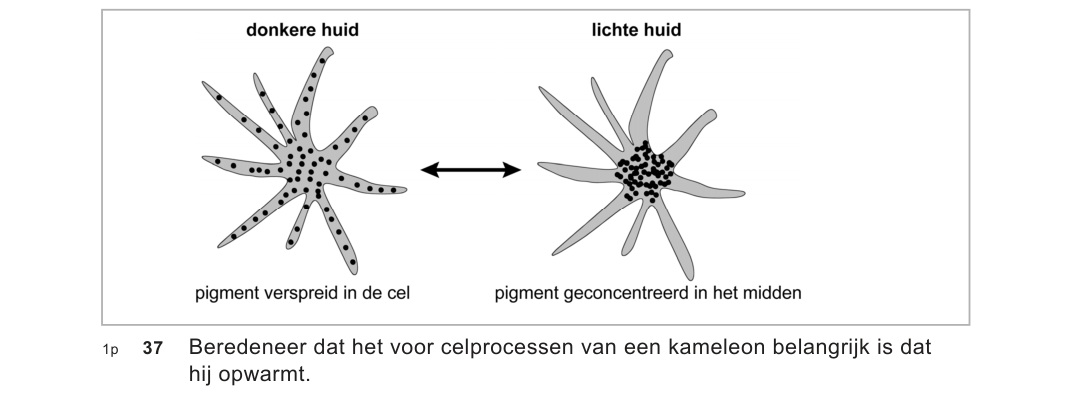 donkere huid
lichte huid
pigment verspreid in de cel
pigment geconcentreerd in het midden
1p 37 Beredeneer dat het voor celprocessen van een kameleon belangrijk is dat
hij opwarmt.